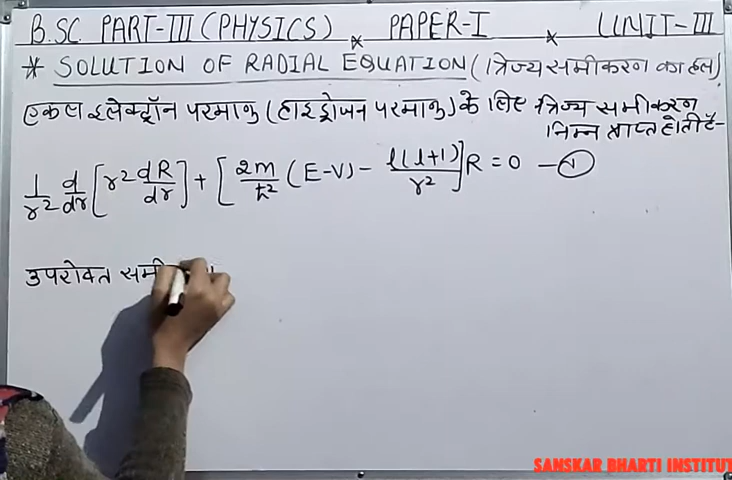 B.SC. PART-III (PHYSICS) * PAPER-I * UNIT-III
* SOLUTION OF RADIAL EQUATION (त्रिज्य समीकरण का हल)
एकल इलेक्ट्रॉन परमाणु (हाइड्रोजन परमाणु) के लिए त्रिज्य समीकरण
निम्न प्राप्त होती है-
1/r² d/dr [r² dR/dr] + [2m/ħ² (E-V) - l(l+1)/r²] R = 0 —①
उपरोक्त
SANSKAR BHARTI INSTITUT